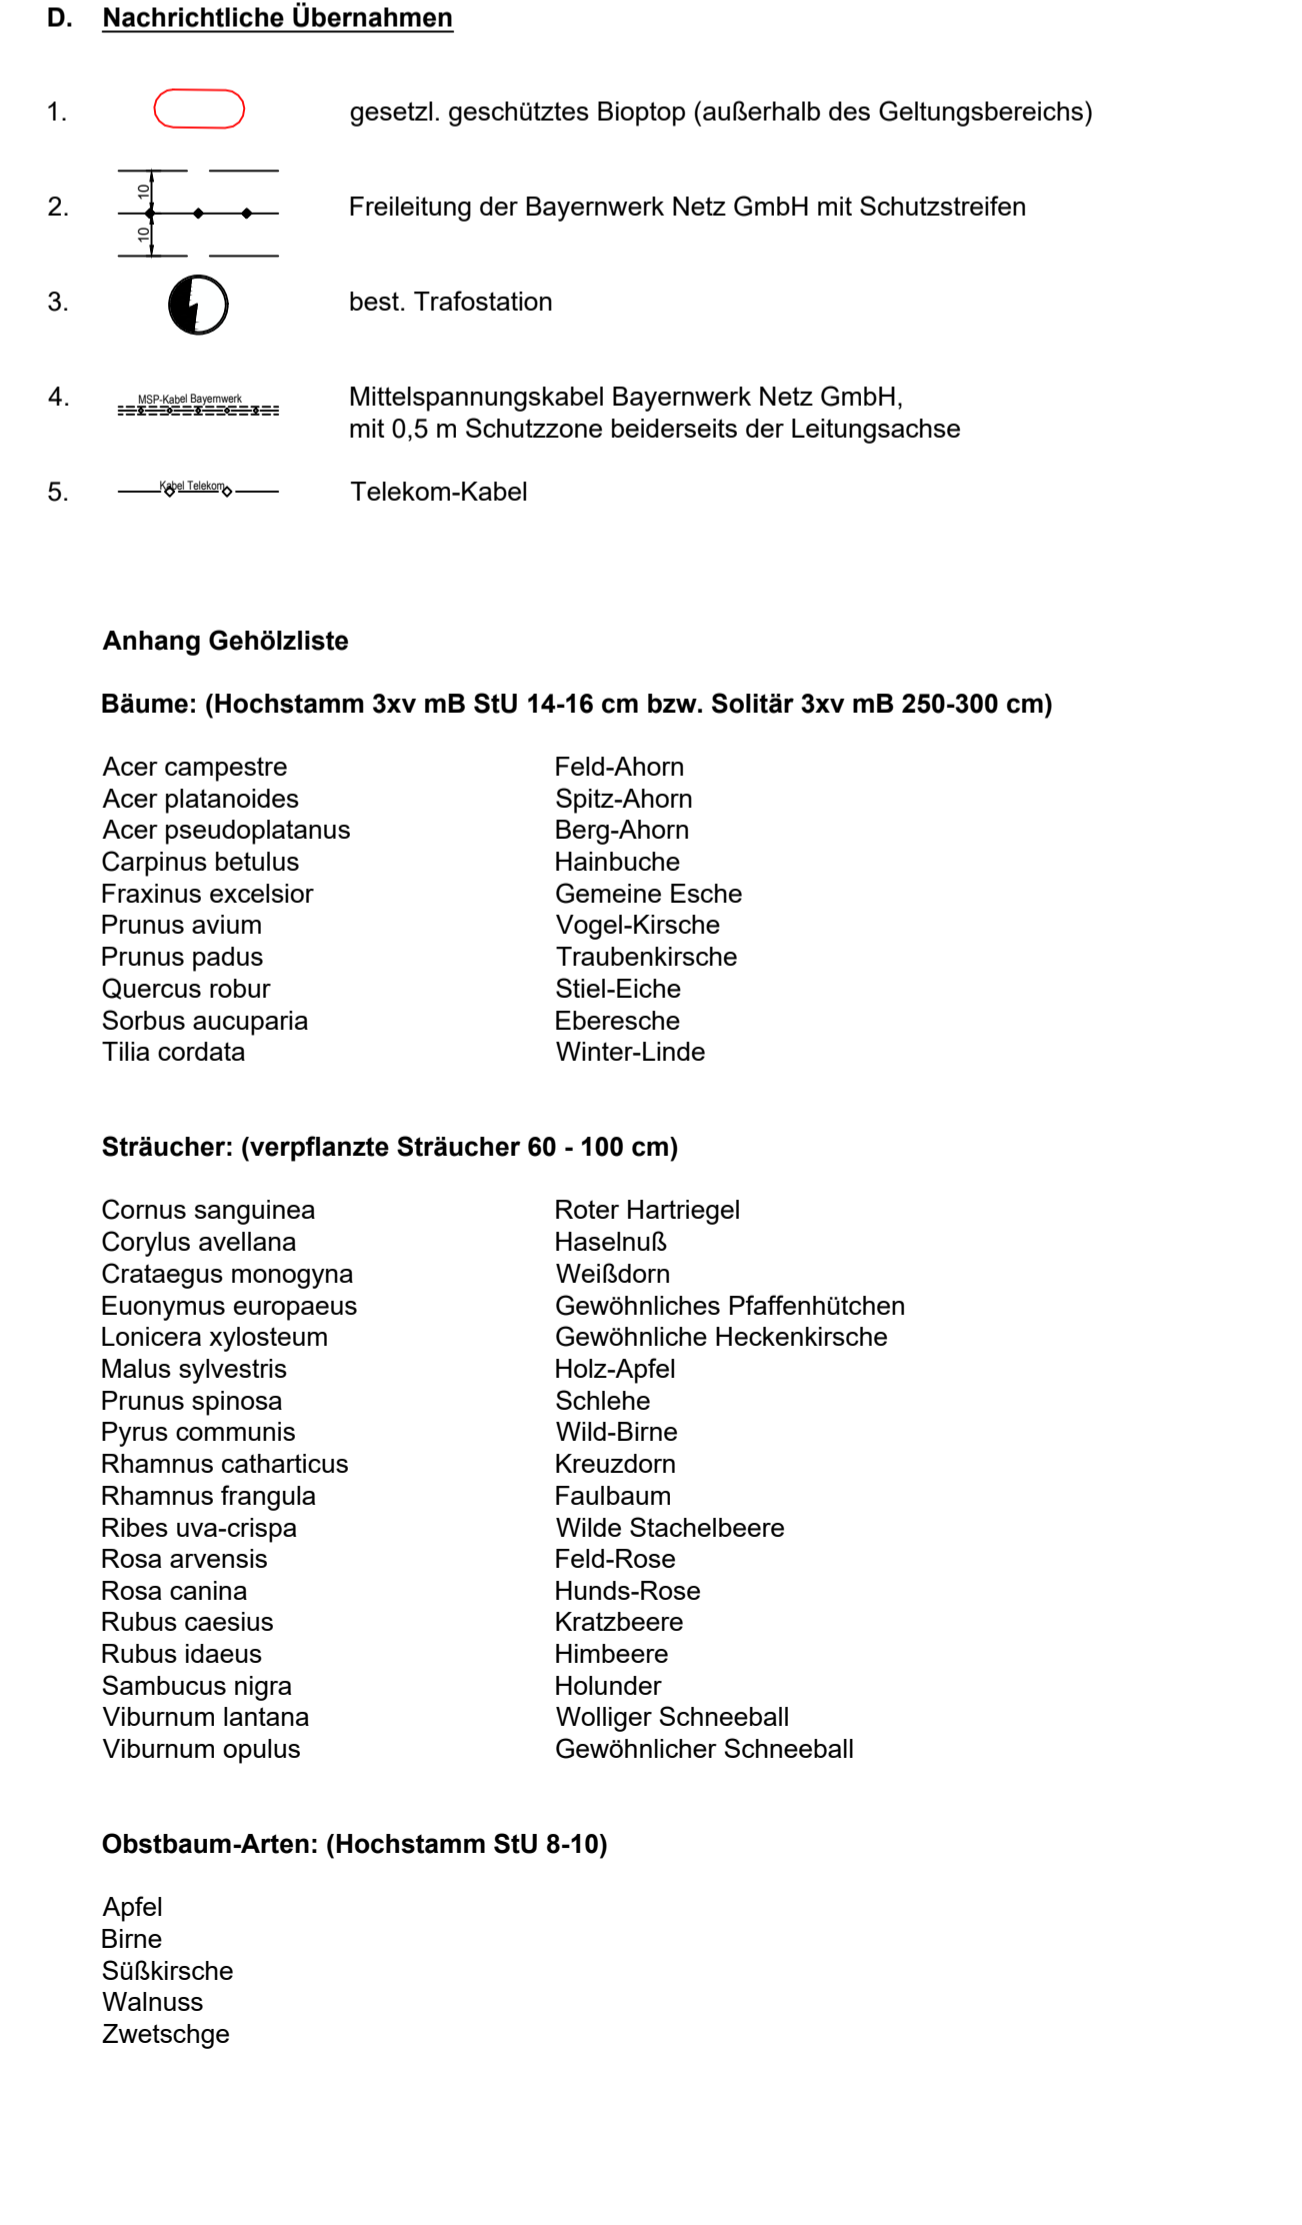 D. Nachrichtliche Übernahmen
1. gesetzl. geschütztes Bioptop (außerhalb des Geltungsbereichs)
2. 10 10 Freileitung der Bayernwerk Netz GmbH mit Schutzstreifen
3. best. Trafostation
4. MSP-Kabel Bayernwerk Mittelspannungskabel Bayernwerk Netz GmbH,
mit 0,5 m Schutzzone beiderseits der Leitungsachse
5. Kabel Telekom Telekom-Kabel
Anhang Gehölzliste
Bäume: (Hochstamm 3xv mB StU 14-16 cm bzw. Solitär 3xv mB 250-300 cm)
Acer campestre Feld-Ahorn
Acer platanoides Spitz-Ahorn
Acer pseudoplatanus Berg-Ahorn
Carpinus betulus Hainbuche
Fraxinus excelsior Gemeine Esche
Prunus avium Vogel-Kirsche
Prunus padus Traubenkirsche
Quercus robur Stiel-Eiche
Sorbus aucuparia Eberesche
Tilia cordata Winter-Linde
Sträucher: (verpflanzte Sträucher 60 - 100 cm)
Cornus sanguinea Roter Hartriegel
Corylus avellana Haselnuß
Crataegus monogyna Weißdorn
Euonymus europaeus Gewöhnliches Pfaffenhütchen
Lonicera xylosteum Gewöhnliche Heckenkirsche
Malus sylvestris Holz-Apfel
Prunus spinosa Schlehe
Pyrus communis Wild-Birne
Rhamnus catharticus Kreuzdorn
Rhamnus frangula Faulbaum
Ribes uva-crispa Wilde Stachelbeere
Rosa arvensis Feld-Rose
Rosa canina Hunds-Rose
Rubus caesius Kratzbeere
Rubus idaeus Himbeere
Sambucus nigra Holunder
Viburnum lantana Wolliger Schneeball
Viburnum opulus Gewöhnlicher Schneeball
Obstbaum-Arten: (Hochstamm StU 8-10)
Apfel
Birne
Süßkirsche
Walnuss
Zwetschge